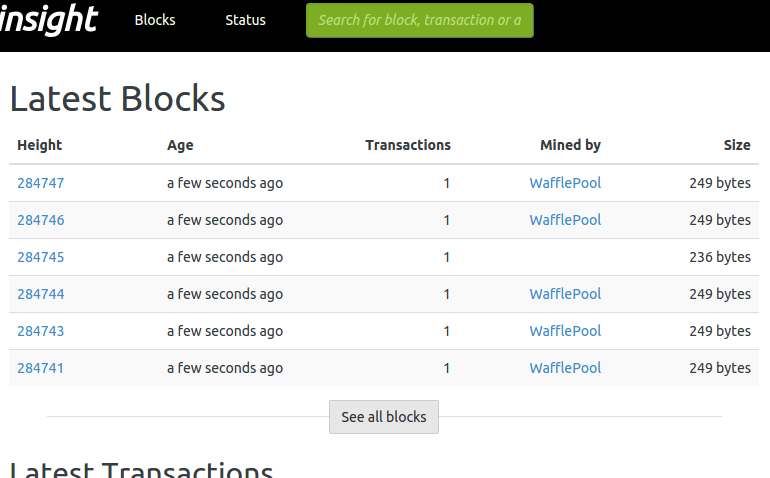 insight Blocks Status Search for block, transaction or a
Latest Blocks
Height Age Transactions Mined by Size
284747 a few seconds ago 1 WafflePool 249 bytes
284746 a few seconds ago 1 WafflePool 249 bytes
284745 a few seconds ago 1 236 bytes
284744 a few seconds ago 1 WafflePool 249 bytes
284743 a few seconds ago 1 WafflePool 249 bytes
284741 a few seconds ago 1 WafflePool 249 bytes
See all blocks
Latest Transactions